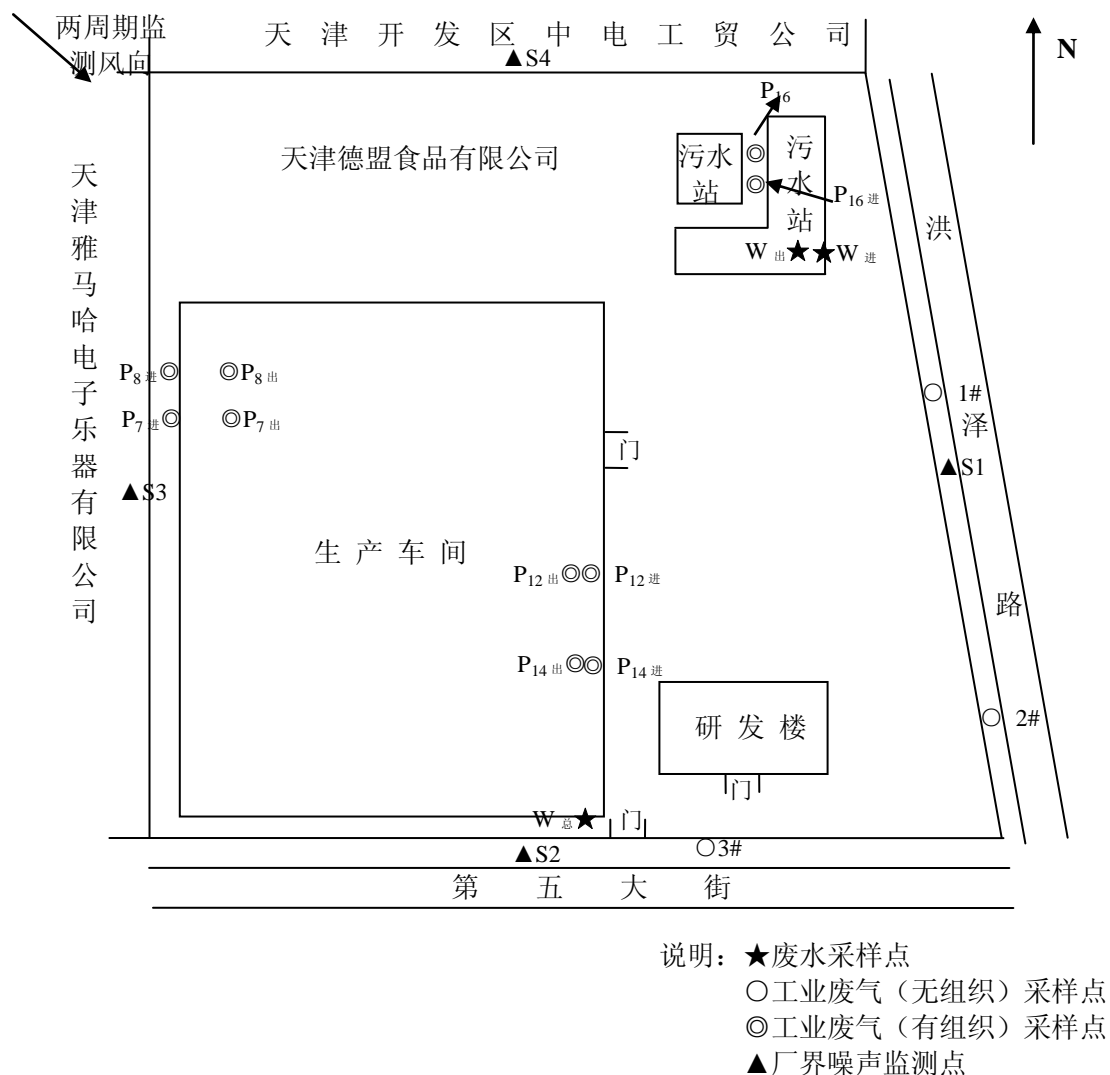 两周期监
测风向
天津开发区中电工贸公司
▲S4
N
P16
天津德盟食品有限公司
污水
站
污水站
P16进
W出★
★W进
天津雅马哈电子乐器有限公司
洪泽路
P8进◎
◎P8出
P7进◎
◎P7出
○1#
门
▲S1
▲S3
生产车间
P12出◎◎P12进
P14出◎◎P14进
研发楼
○2#
门
W总★
门
▲S2
○3#
第五大街
说明：★废水采样点
○工业废气（无组织）采样点
◎工业废气（有组织）采样点
▲厂界噪声监测点